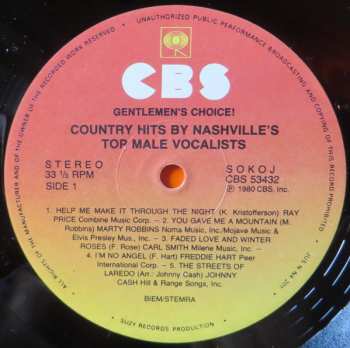 CBS
GENTLEMEN'S CHOICE!
COUNTRY HITS BY NASHVILLE'S
TOP MALE VOCALISTS
STEREO
33 ⅓ RPM
SIDE 1
SOKOJ
CBS 53432
Ⓟ 1980 CBS, Inc.
1. HELP ME MAKE IT THROUGH THE NIGHT (K. Kristofferson) RAY
PRICE Combine Music Corp. - 2. YOU GAVE ME A MOUNTAIN (M.
Robbins) MARTY ROBBINS Noma Music, Inc./Mojave Music &
Elvis Presley Mus., Inc. - 3. FADED LOVE AND WINTER
ROSES (F. Rose) CARL SMITH Milene Music, Inc. -
4. I'M NO ANGEL (F. Hart) FREDDIE HART Peer
International Corp. - 5. THE STREETS OF
LAREDO (Arr.: Johnny Cash) JOHNNY
CASH Hill & Range Songs, Inc.
BIEM/STEMRA
ALL RIGHTS OF THE MANUFACTURER AND OF THE OWNER OF THE RECORDED WORK RESERVED · UNAUTHORIZED PUBLIC PERFORMANCE BROADCASTING AND COPYING OF THIS RECORD PROHIBITED
SUZY RECORDS PRODUCTION